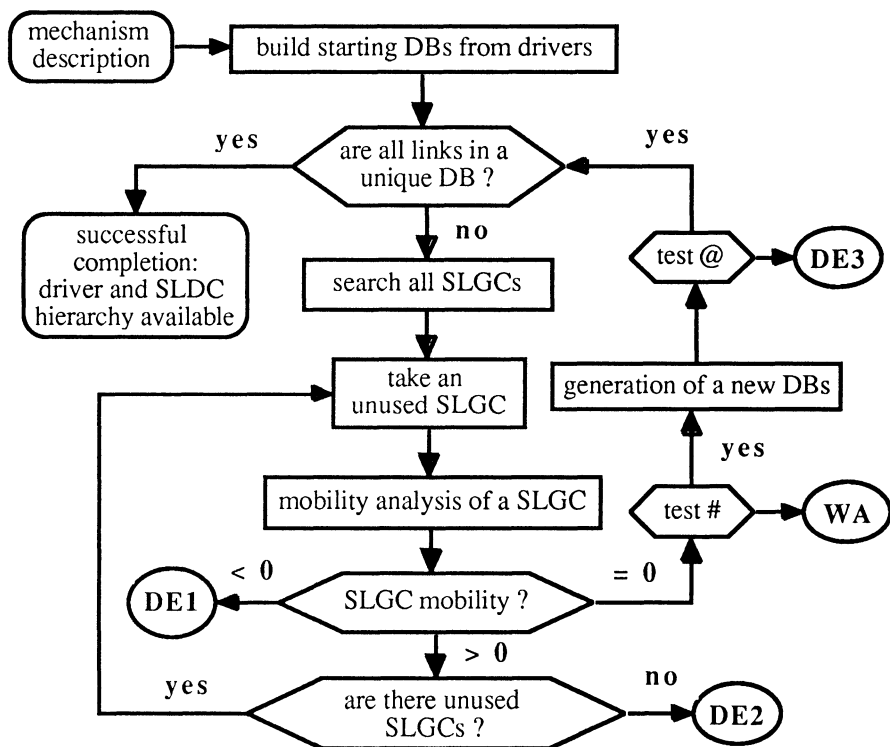 mechanism
description
build starting DBs from drivers
yes
are all links in a
unique DB ?
yes
no
successful
completion:
driver and SLDC
hierarchy available
test @
DE3
search all SLGCs
take an
unused SLGC
generation of a new DBs
yes
mobility analysis of a SLGC
test #
WA
< 0
= 0
DE1
SLGC mobility ?
> 0
yes
are there unused
SLGCs ?
no
DE2